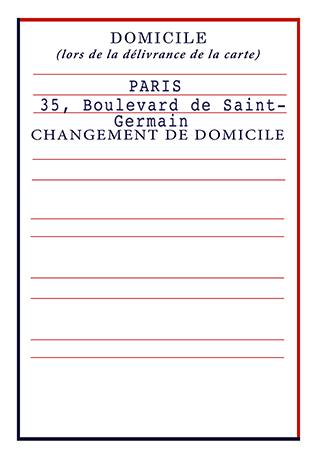 DOMICILE
(lors de la délivrance de la carte)
PARIS
35, Boulevard de Saint-
Germain
CHANGEMENT DE DOMICILE